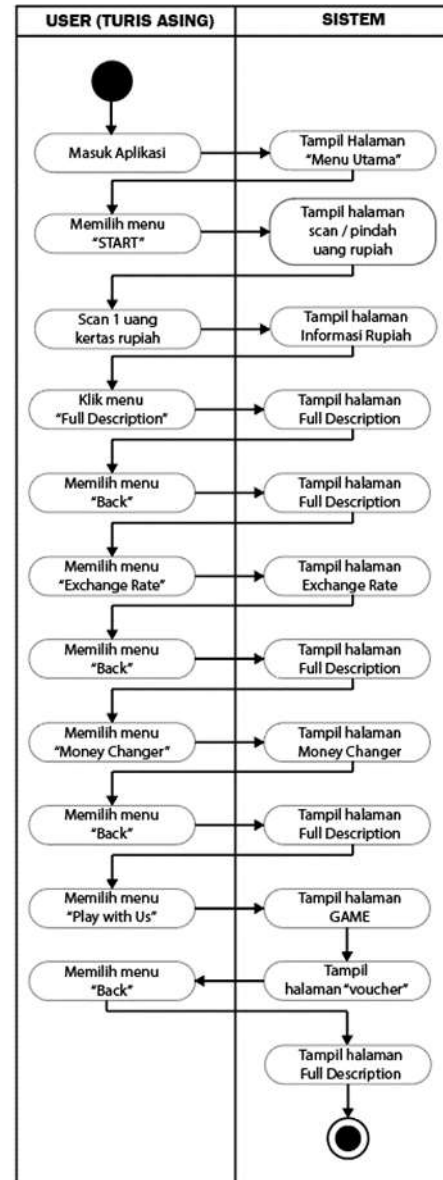 USER (TURIS ASING)
SISTEM
Masuk Aplikasi
Tampil Halaman
“Menu Utama”
Memilih menu
“START”
Tampil halaman
scan / pindah
uang rupiah
Scan 1 uang
kertas rupiah
Tampil halaman
Informasi Rupiah
Klik menu
“Full Description”
Tampil halaman
Full Description
Memilih menu
“Back”
Tampil halaman
Full Description
Memilih menu
“Exchange Rate”
Tampil halaman
Exchange Rate
Memilih menu
“Back”
Tampil halaman
Full Description
Memilih menu
“Money Changer”
Tampil halaman
Money Changer
Memilih menu
“Back”
Tampil halaman
Full Description
Memilih menu
“Play with Us”
Tampil halaman
GAME
Memilih menu
“Back”
Tampil
halaman “voucher”
Tampil halaman
Full Description